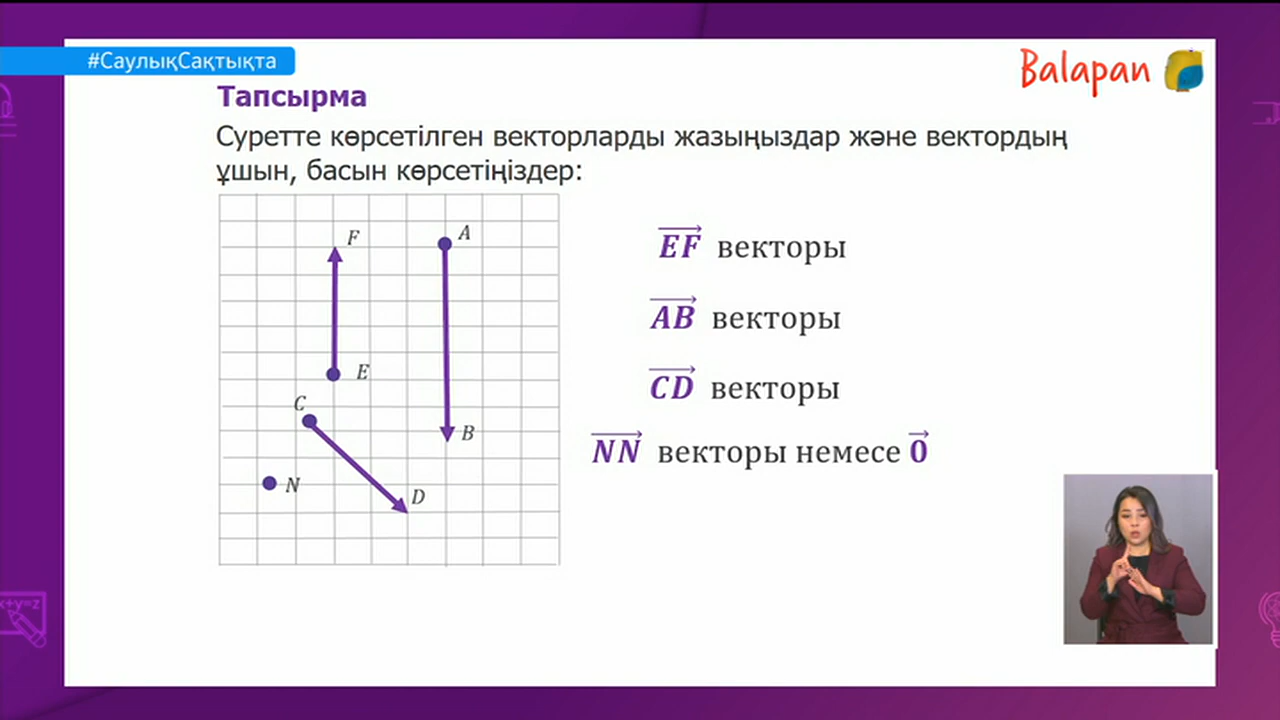 #СаулықСақтықта
Balapan
Тапсырма
Суретте көрсетілген векторларды жазыңыздар және вектордың
ұшын, басын көрсетіңіздер:
F
A
E
C
B
N
D
EF векторы
AB векторы
CD векторы
NN векторы немесе 0
x+y=z